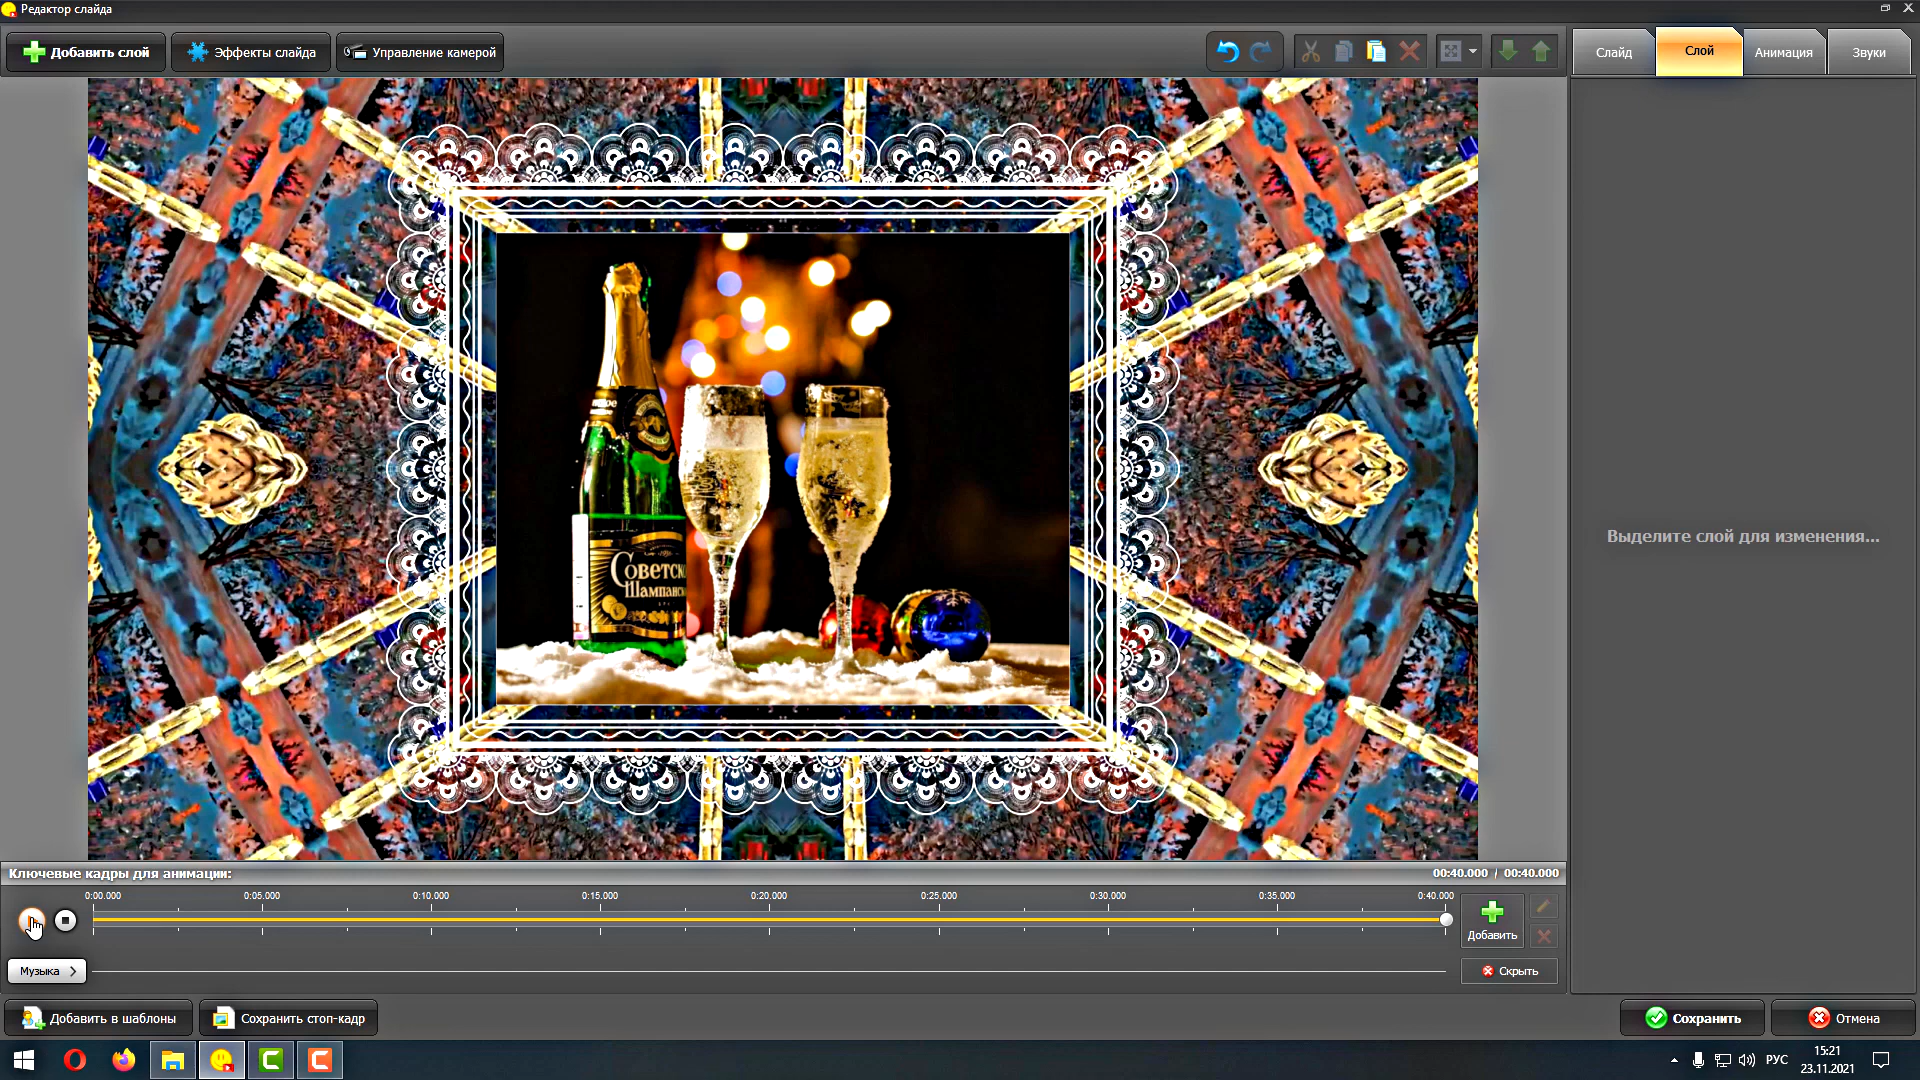 Редактор слайда
Добавить слой
Эффекты слайда
Управление камерой
Слайд
Слой
Анимация
Звуки
Выделите слой для изменения...
Ключевые кадры для анимации:
00:40.000 / 00:40.000
0:00.000
0:05.000
0:10.000
0:15.000
0:20.000
0:25.000
0:30.000
0:35.000
0:40.000
Добавить
Музыка
Скрыть
Добавить в шаблоны
Сохранить стоп-кадр
Сохранить
Отмена
РУС
15:21
23.11.2021